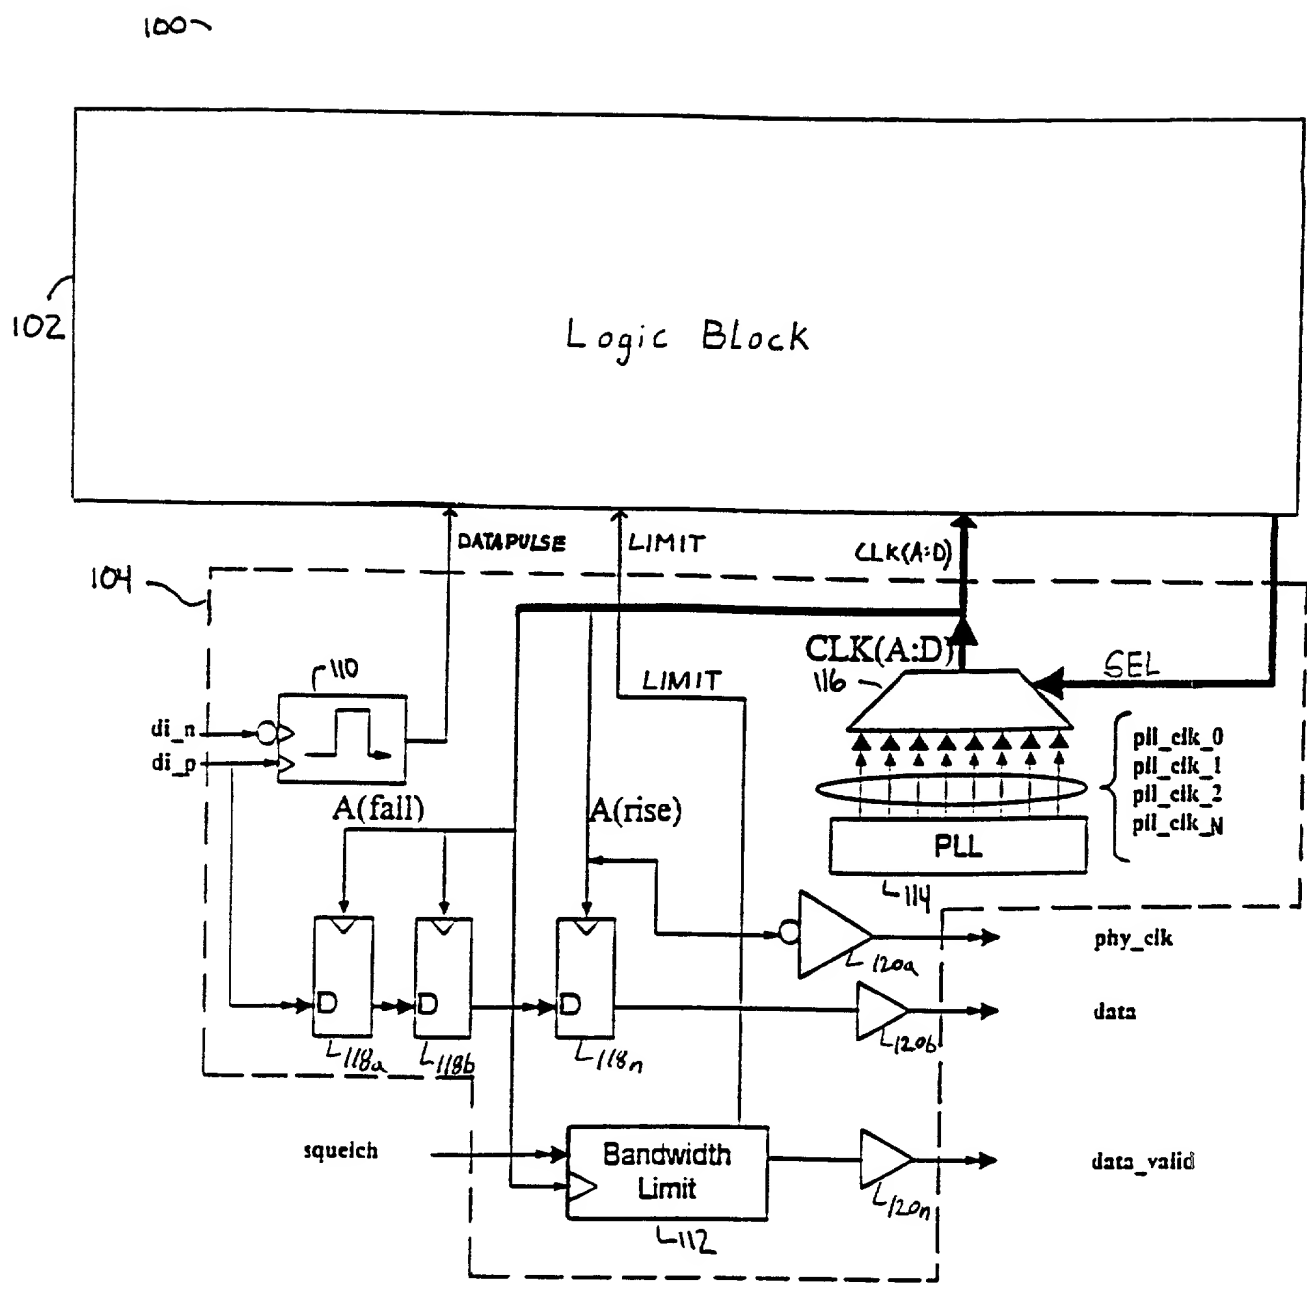 100
102
Logic Block
DATAPULSE
LIMIT
CLK(A:D)
104
CLK(A:D)
SEL
116
110
LIMIT
di_n
di_p
pll_clk_0
pll_clk_1
pll_clk_2
pll_clk_N
A(fall)
A(rise)
PLL
114
phy_clk
120a
D
D
D
data
120b
118a
118b
118n
squelch
Bandwidth
Limit
data_valid
120n
112